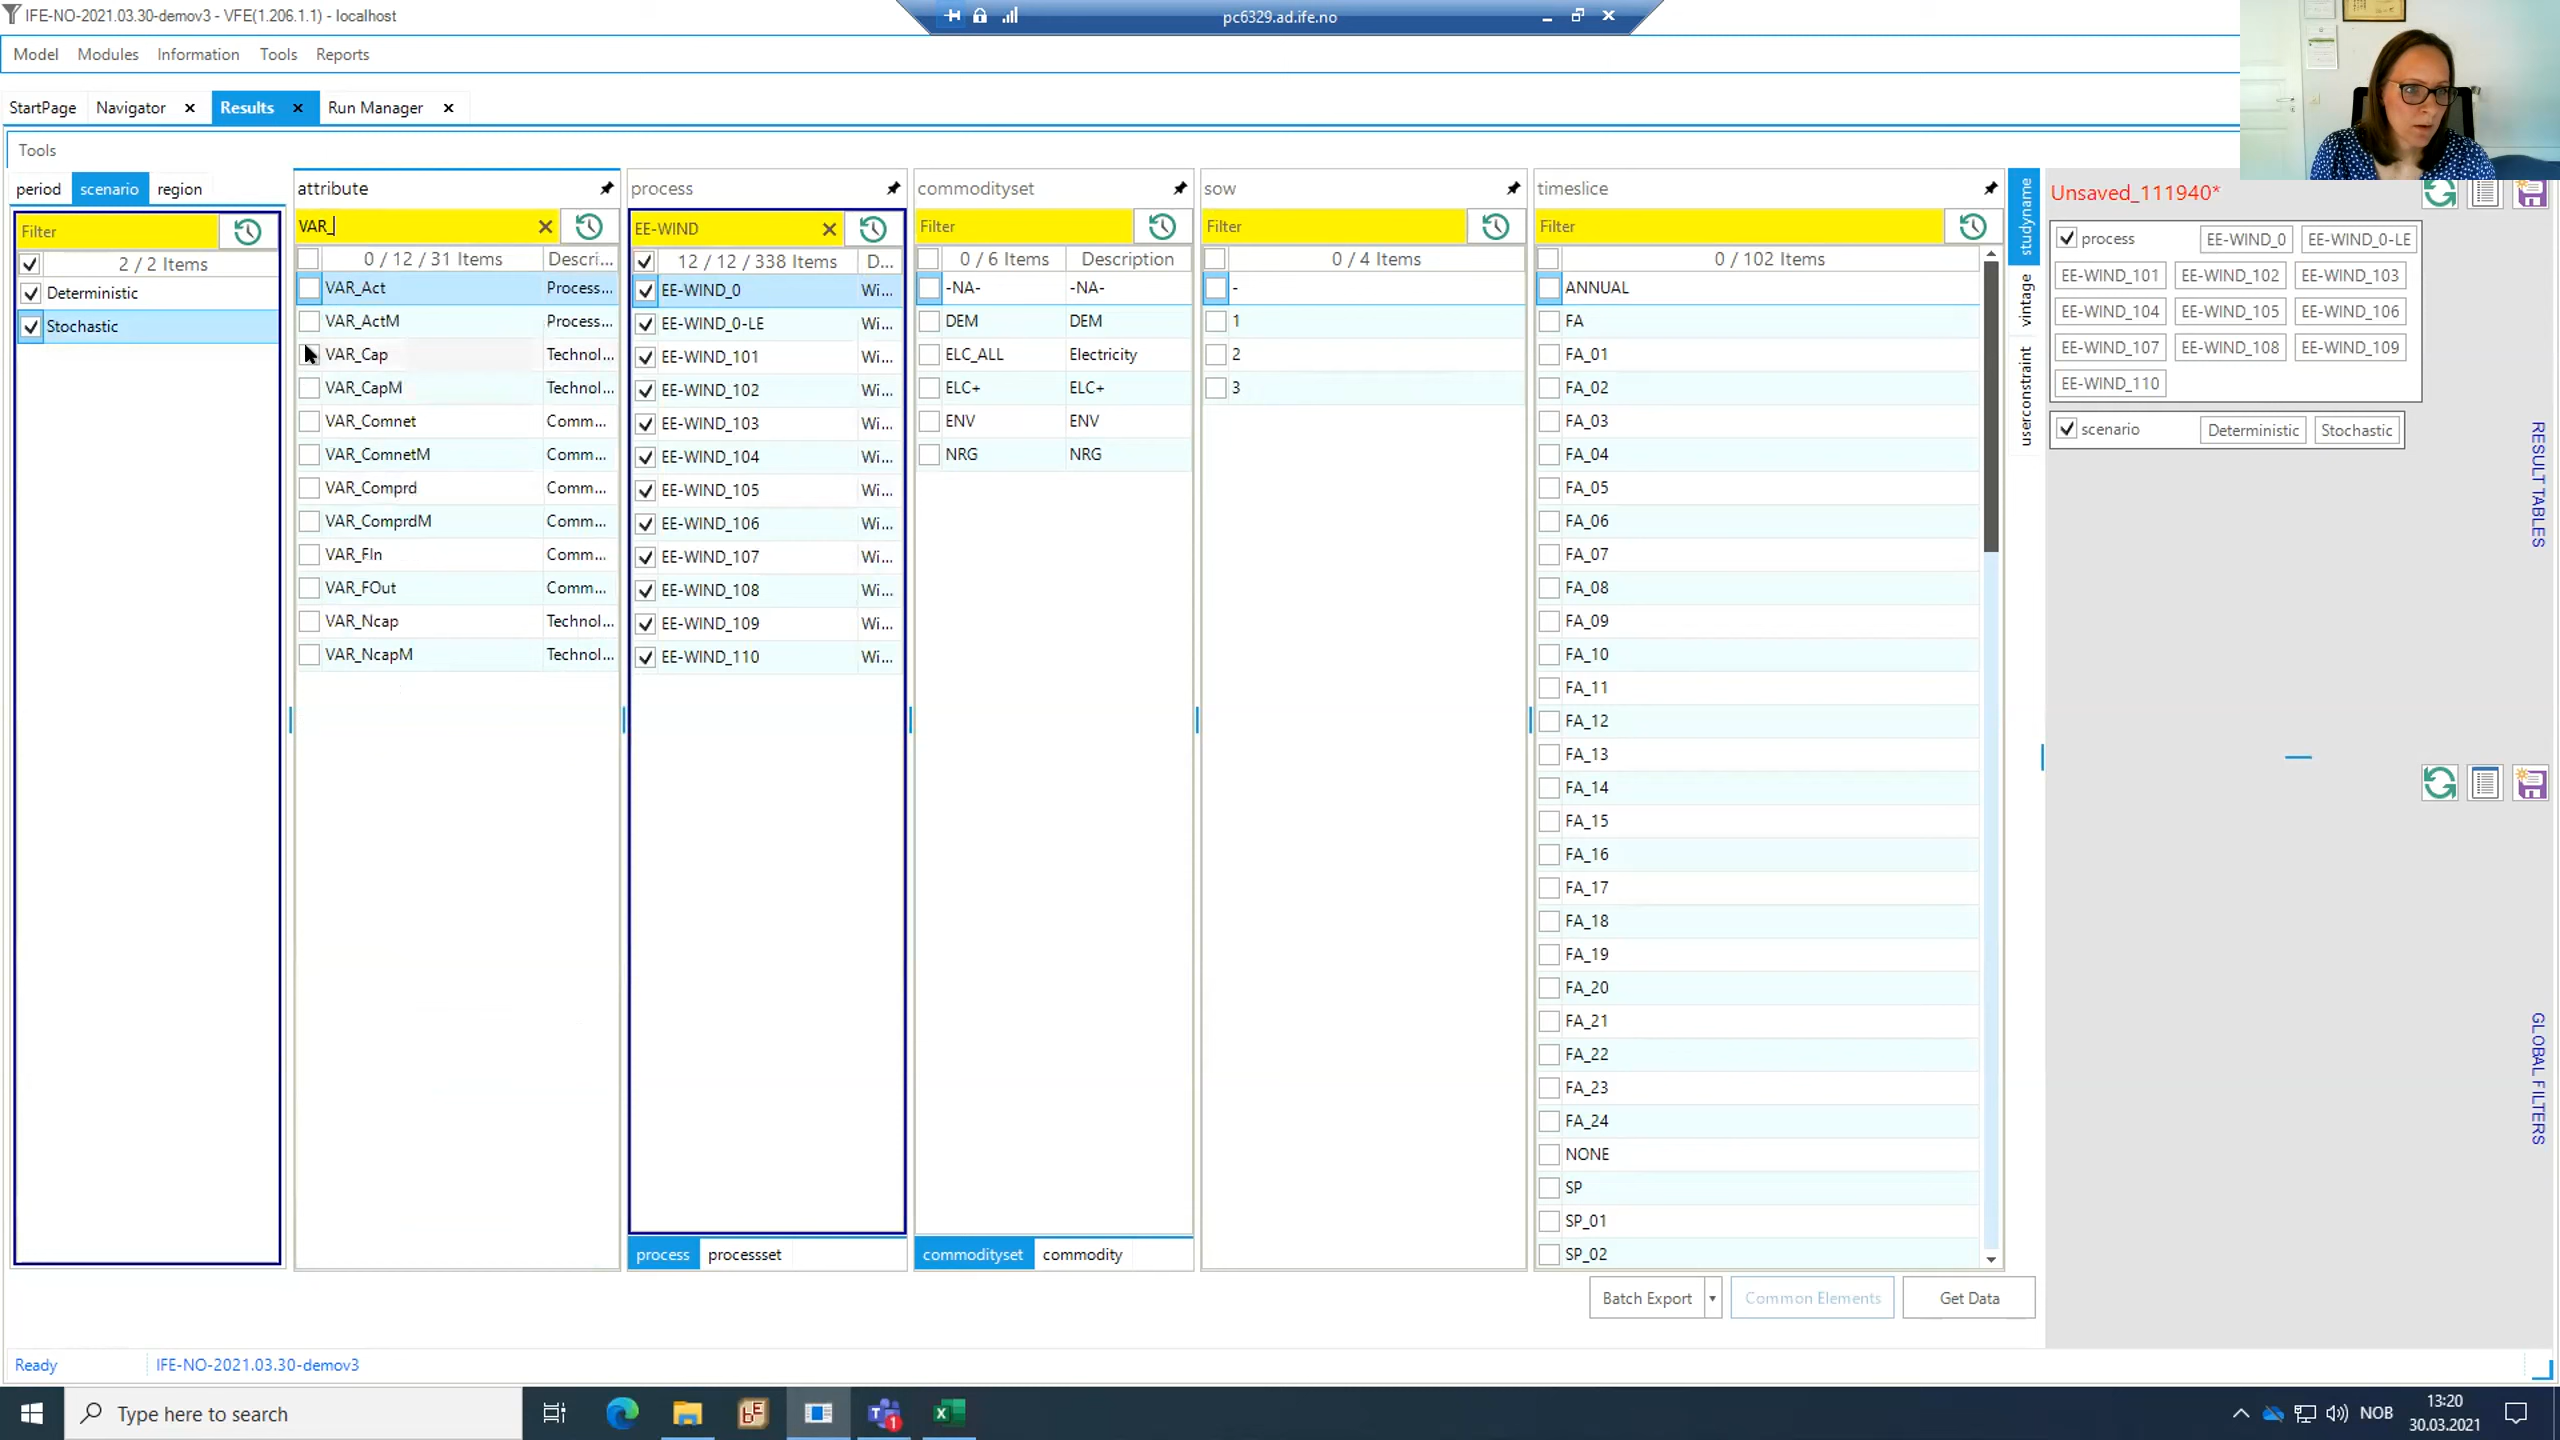 IFE-NO-2021.03.30-demov3 - VFE(1.206.1.1) - localhost
pc6329.ad.ife.no
Model Modules Information Tools Reports
StartPage Navigator Results Run Manager
Tools
period scenario region
Filter
2 / 2 Items
Deterministic
Stochastic
attribute
VAR_
0 / 12 / 31 Items Descri...
VAR_Act Process...
VAR_ActM Process...
VAR_Cap Technol...
VAR_CapM Technol...
VAR_Comnet Comm...
VAR_ComnetM Comm...
VAR_Comprd Comm...
VAR_ComprdM Comm...
VAR_FIn Comm...
VAR_FOut Comm...
VAR_Ncap Technol...
VAR_NcapM Technol...
process
EE-WIND
12 / 12 / 338 Items D...
EE-WIND_0 Wi...
EE-WIND_0-LE Wi...
EE-WIND_101 Wi...
EE-WIND_102 Wi...
EE-WIND_103 Wi...
EE-WIND_104 Wi...
EE-WIND_105 Wi...
EE-WIND_106 Wi...
EE-WIND_107 Wi...
EE-WIND_108 Wi...
EE-WIND_109 Wi...
EE-WIND_110 Wi...
process processset
commodityset
Filter
0 / 6 Items Description
-NA- -NA-
DEM DEM
ELC_ALL Electricity
ELC+ ELC+
ENV ENV
NRG NRG
commodityset commodity
sow
Filter
0 / 4 Items
-
1
2
3
timeslice
Filter
0 / 102 Items
ANNUAL
FA
FA_01
FA_02
FA_03
FA_04
FA_05
FA_06
FA_07
FA_08
FA_09
FA_10
FA_11
FA_12
FA_13
FA_14
FA_15
FA_16
FA_17
FA_18
FA_19
FA_20
FA_21
FA_22
FA_23
FA_24
NONE
SP
SP_01
SP_02
studyname
vintage
userconstraint
Unsaved_111940*
process EE-WIND_0 EE-WIND_0-LE
EE-WIND_101 EE-WIND_102 EE-WIND_103
EE-WIND_104 EE-WIND_105 EE-WIND_106
EE-WIND_107 EE-WIND_108 EE-WIND_109
EE-WIND_110
scenario Deterministic Stochastic
RESULT TABLES
GLOBAL FILTERS
Batch Export Common Elements Get Data
Ready IFE-NO-2021.03.30-demov3
Type here to search
1
NOB
13:20
30.03.2021